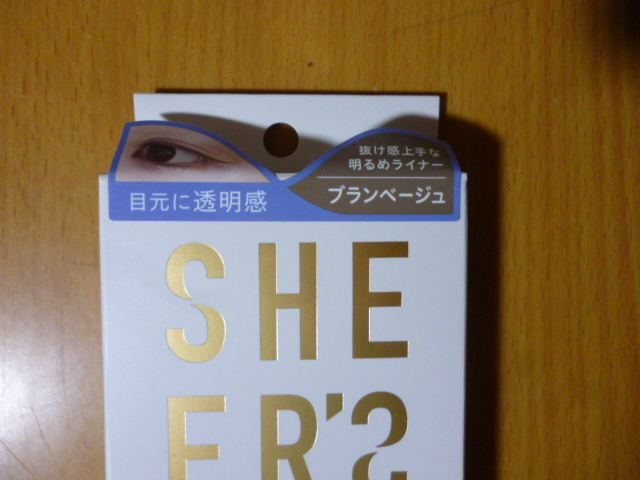 目元に透明感
抜け感上手な
明るめライナー
ブランベージュ
SHE
ER'S